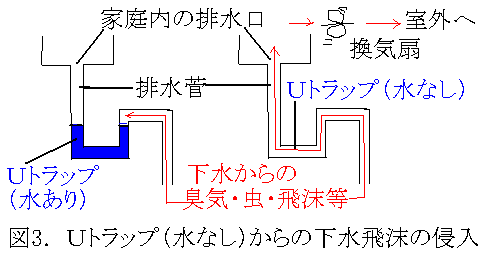 家庭内の排水口
室外へ
換気扇
排水菅
Uトラップ(水なし)
Uトラップ
(水あり)
下水からの
臭気・虫・飛沫等
図3. Uトラップ(水なし)からの下水飛沫の侵入